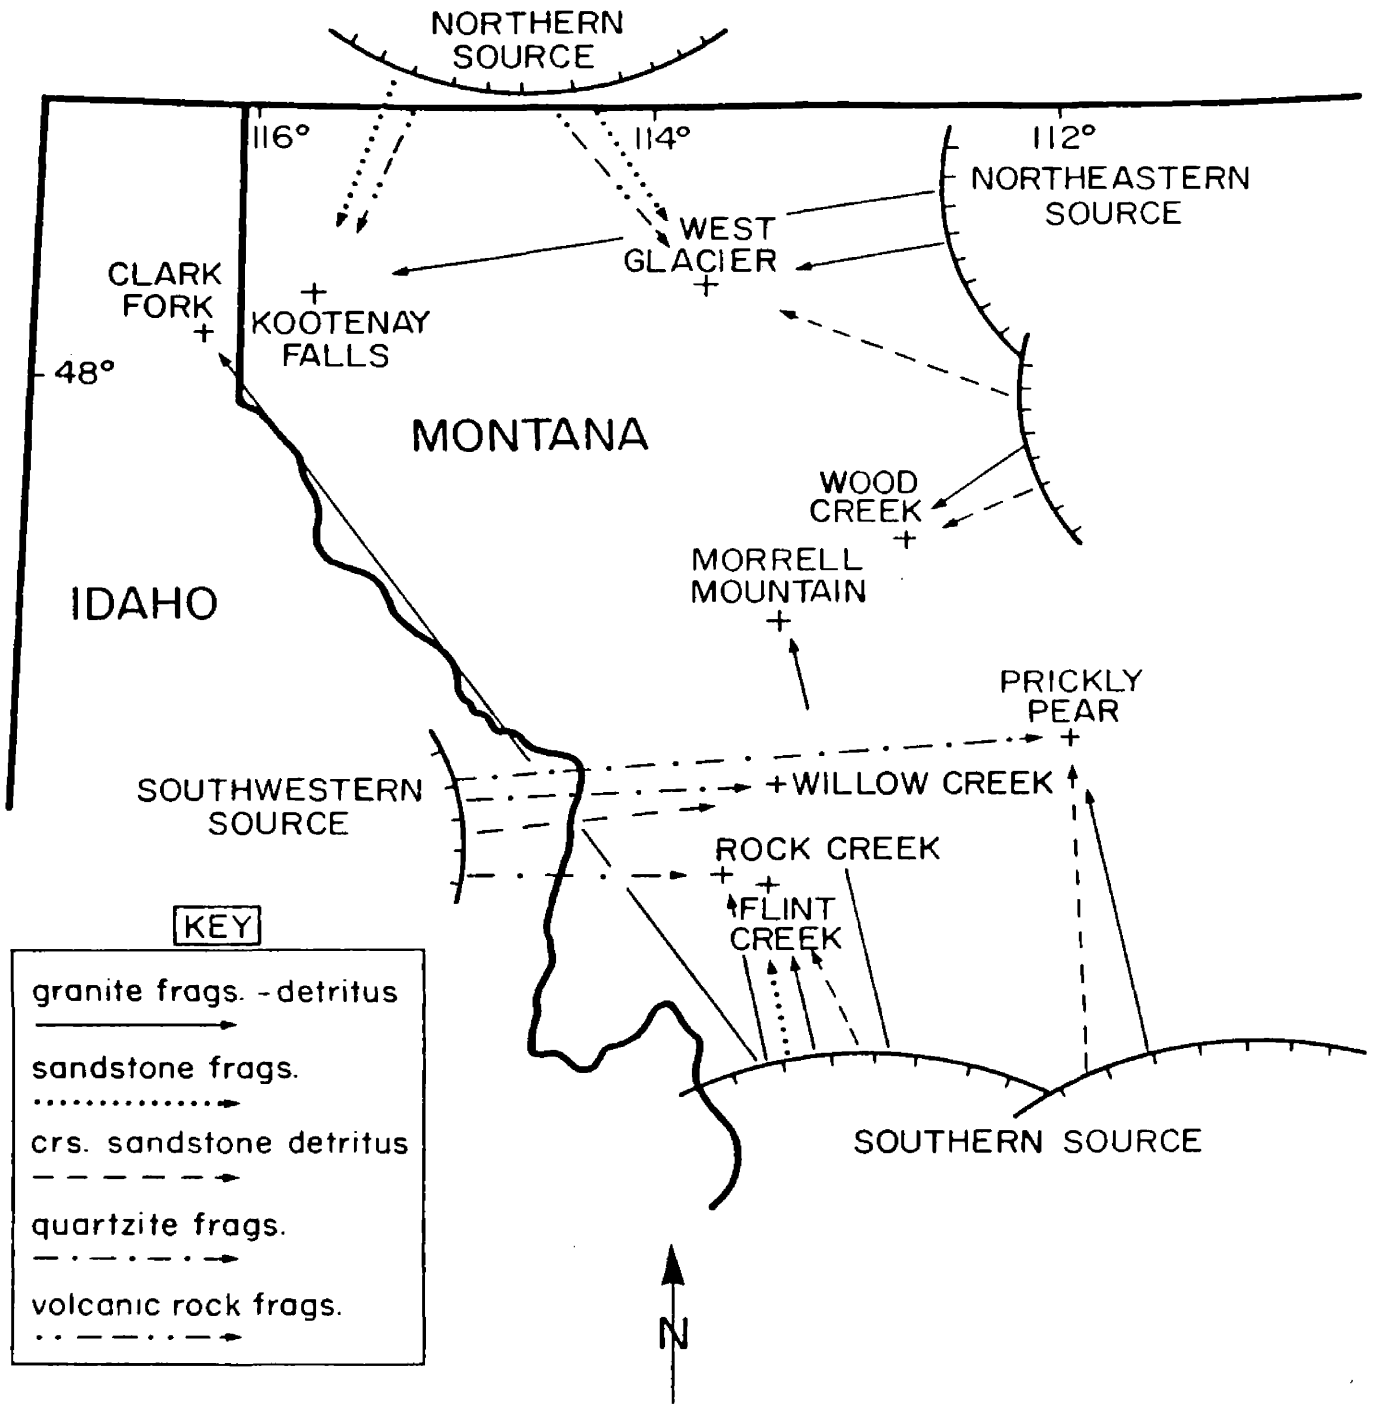 NORTHERN
SOURCE
116°
114°
112°
NORTHEASTERN
SOURCE
WEST
GLACIER
CLARK
FORK
KOOTENAY
FALLS
48°
MONTANA
WOOD
CREEK
MORRELL
MOUNTAIN
IDAHO
PRICKLY
PEAR
SOUTHWESTERN
SOURCE
WILLOW CREEK
ROCK CREEK
FLINT
CREEK
KEY
granite frags. - detritus
sandstone frags.
crs. sandstone detritus
quartzite frags.
volcanic rock frags.
SOUTHERN SOURCE
N